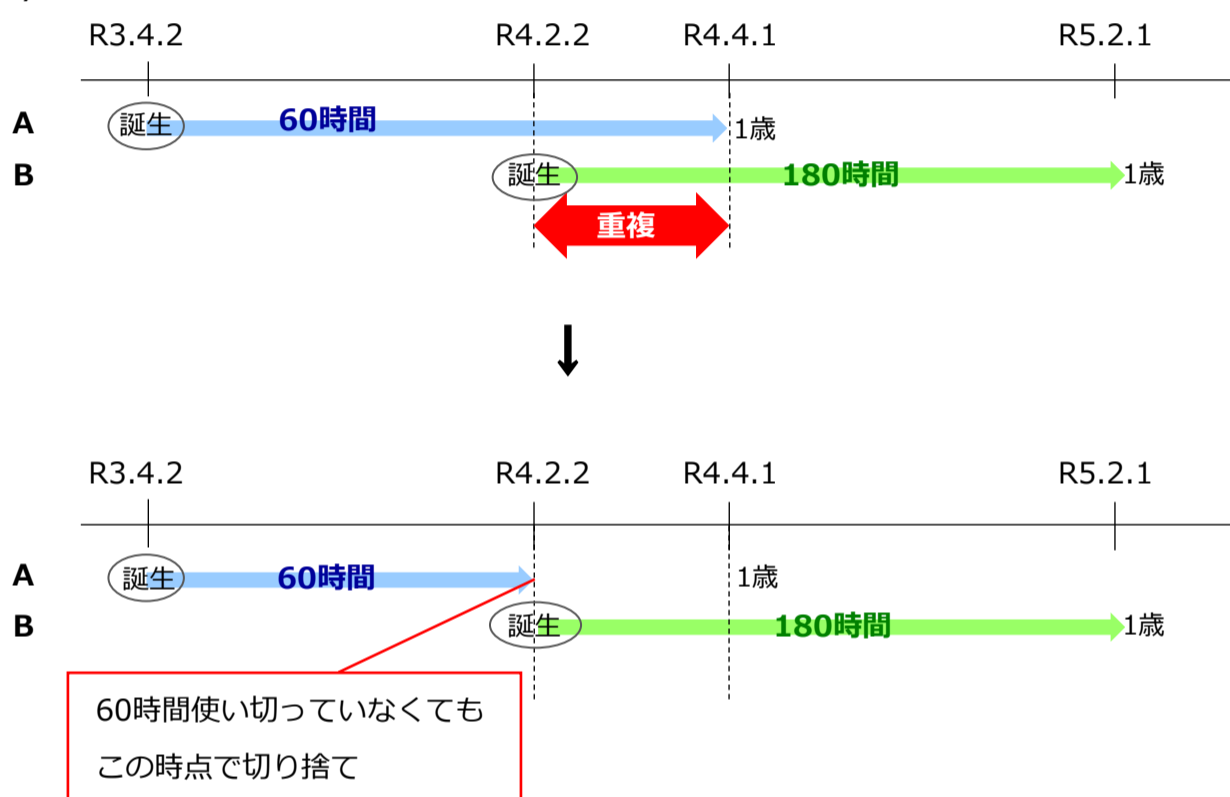 R3.4.2 R4.2.2 R4.4.1 R5.2.1
A 誕生 60時間 1歳
B 誕生 180時間 1歳
重複
↓
R3.4.2 R4.2.2 R4.4.1 R5.2.1
A 誕生 60時間 1歳
B 誕生 180時間 1歳
60時間使い切っていなくても
この時点で切り捨て